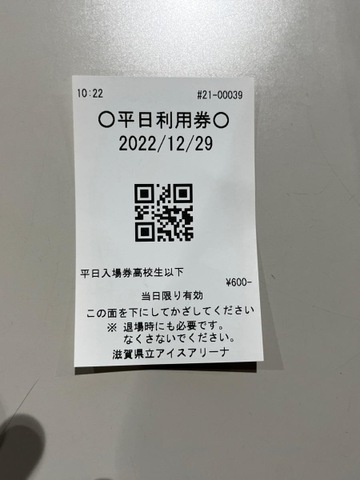 10:22 #21-00039
〇平日利用券〇
2022/12/29
平日入場券高校生以下
¥600-
当日限り有効
この面を下にしてかざしてください
※ 退場時にも必要です。
なくさないでください。
滋賀県立アイスアリーナ